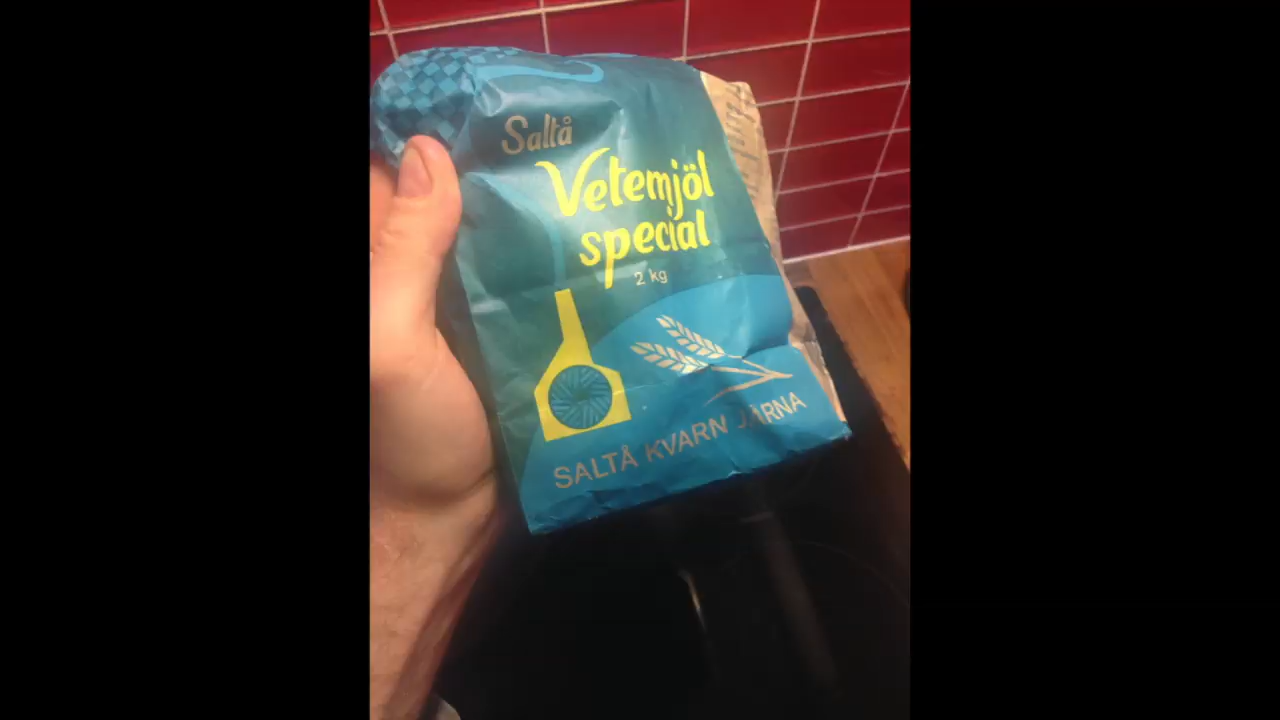 Saltå
Vetemjöl
special
2 kg
SALTÅ KVARN JÄRNA